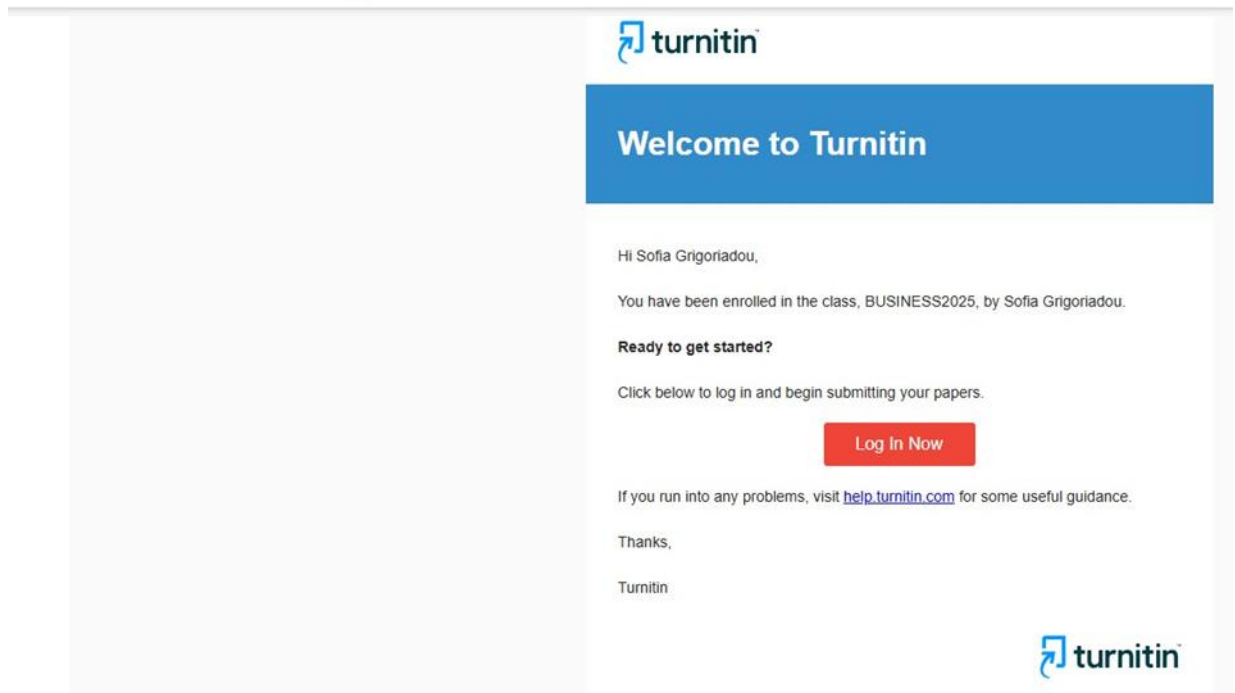 turnitin
Welcome to Turnitin
Hi Sofia Grigoriadou,
You have been enrolled in the class, BUSINESS2025, by Sofia Grigoriadou.
Ready to get started?
Click below to log in and begin submitting your papers.
Log In Now
If you run into any problems, visit help.turnitin.com for some useful guidance.
Thanks,
Turnitin
turnitin